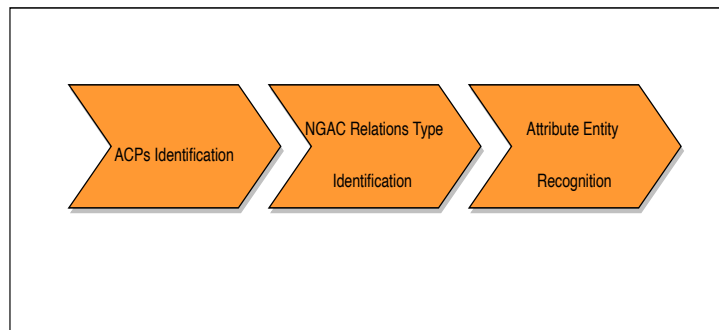 ACPs Identification
NGAC Relations Type
Identification
Attribute Entity
Recognition